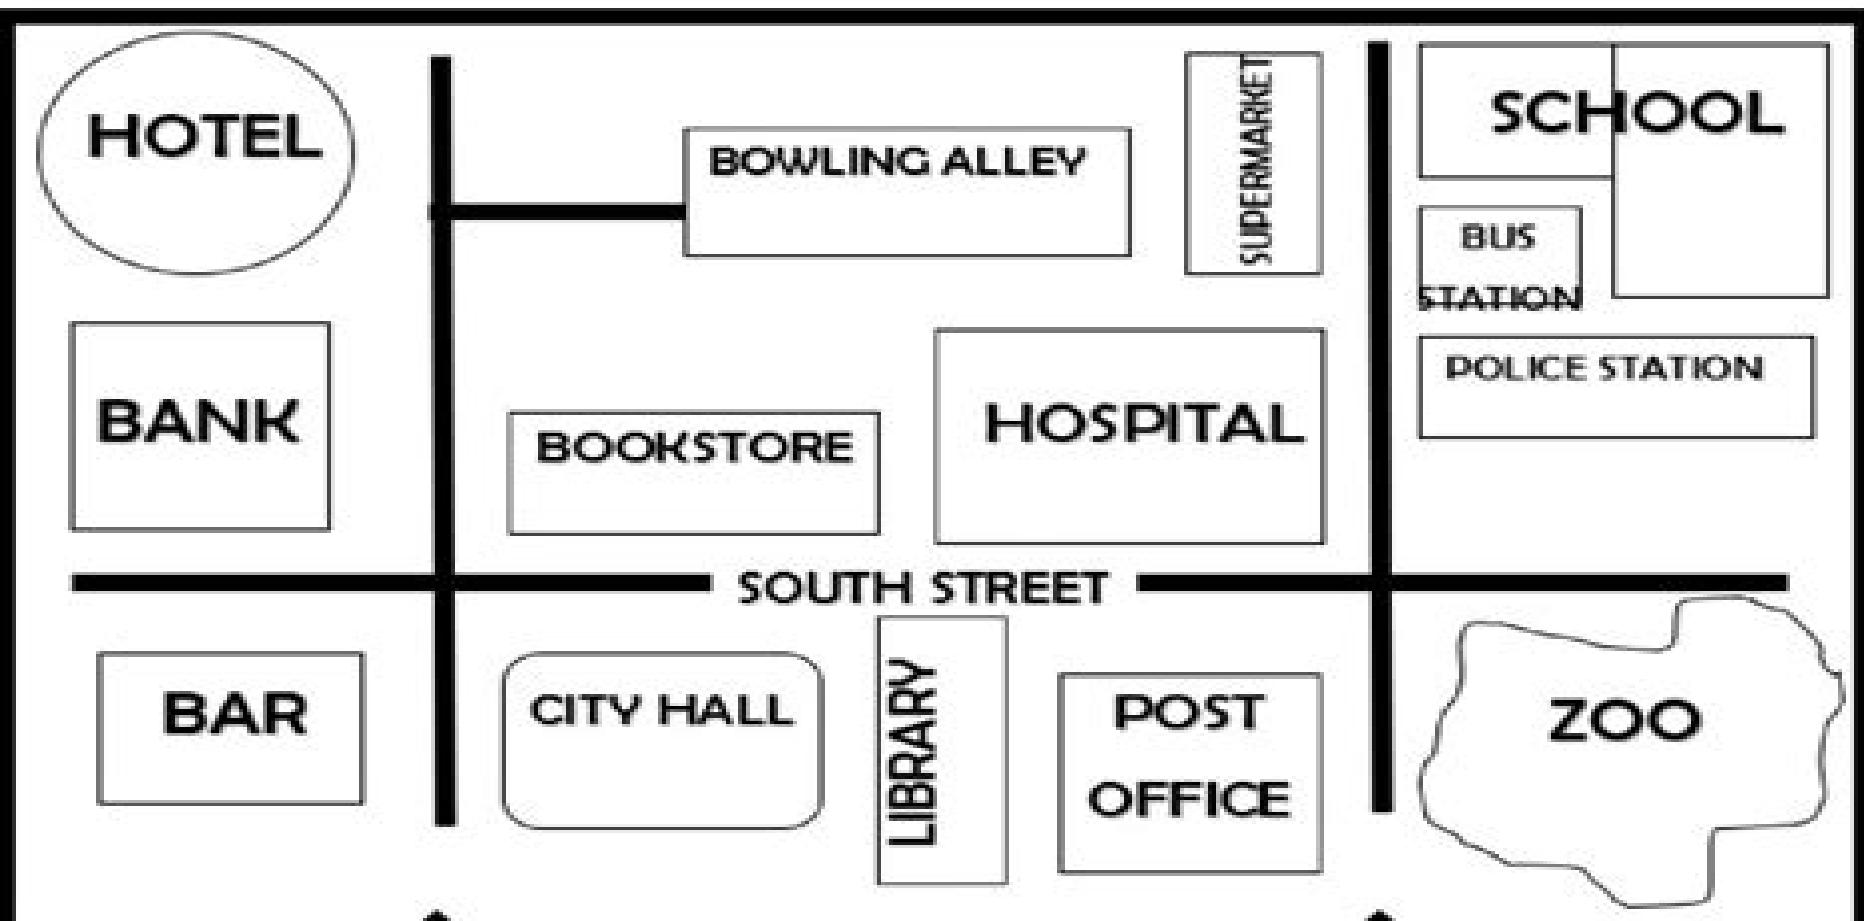 HOTEL
BOWLING ALLEY
SUPERMARKET
SCHOOL
BUS
STATION
POLICE STATION
BANK
BOOKSTORE
HOSPITAL
SOUTH STREET
BAR
CITY HALL
LIBRARY
POST
OFFICE
ZOO